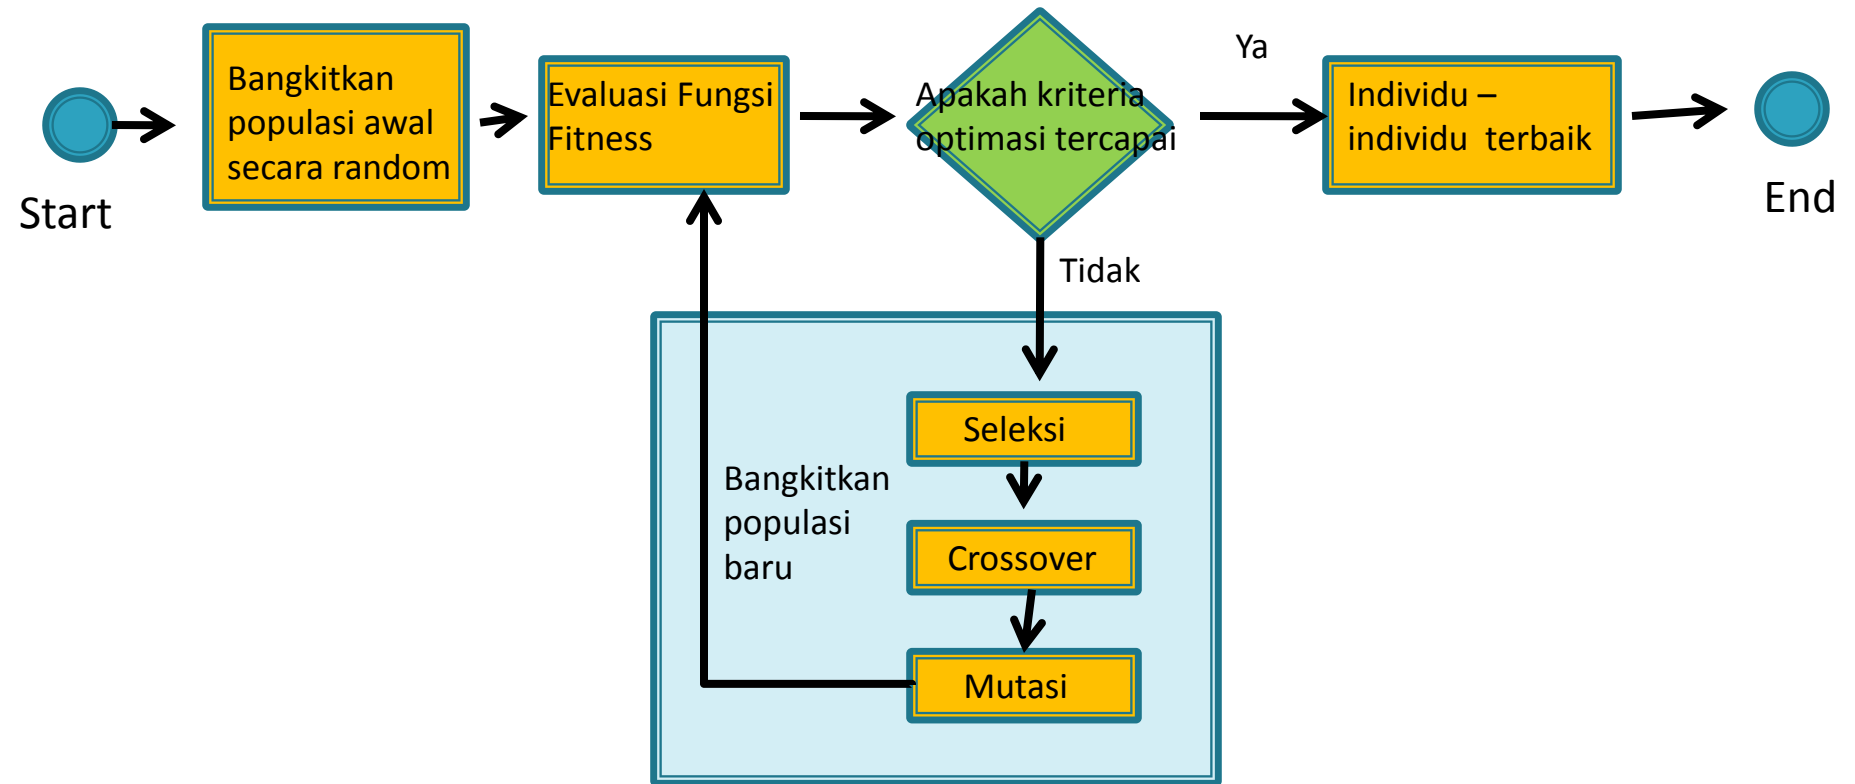 Start
Bangkitkan
populasi awal
secara random
Evaluasi Fungsi
Fitness
Apakah kriteria
optimasi tercapai
Ya
Individu –
individu  terbaik
End
Tidak
Seleksi
Crossover
Mutasi
Bangkitkan
populasi
baru